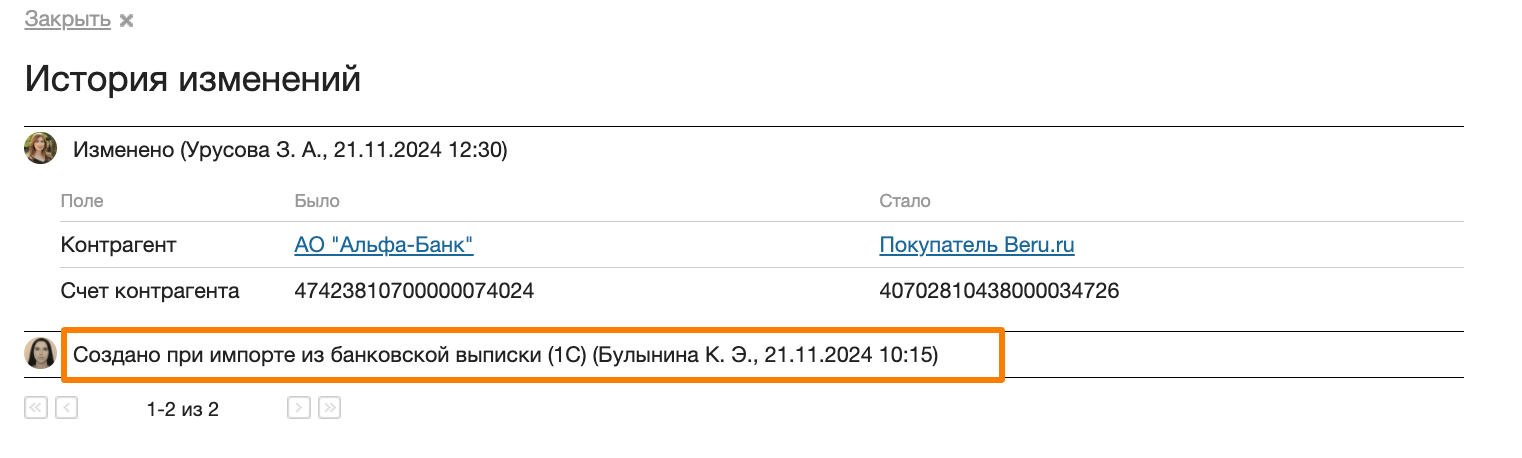 Закрыть
История изменений
Изменено (Урусова З. А., 21.11.2024 12:30)
Поле Было Стало
Контрагент АО "Альфа-Банк" Покупатель Beru.ru
Счет контрагента 47423810700000074024 40702810438000034726
Создано при импорте из банковской выписки (1С) (Булынина К. Э., 21.11.2024 10:15)
1-2 из 2